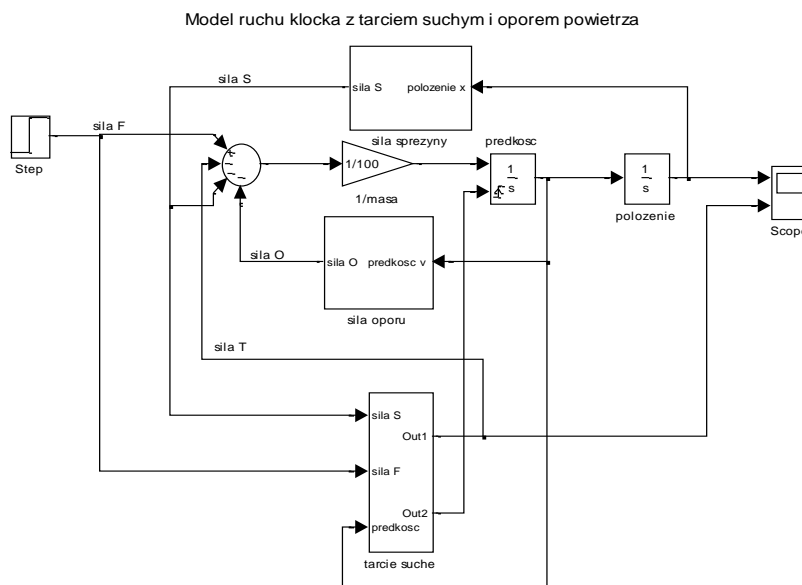 Model ruchu klocka z tarciem suchym i oporem powietrza
sila S
sila S
polozenie x
sila sprezyny
sila F
Step
1/100
1/masa
predkosc
1
s
1
s
polozenie
Scope
sila O
sila O
predkosc v
sila oporu
sila T
sila S
Out1
sila F
Out2
predkosc
tarcie suche